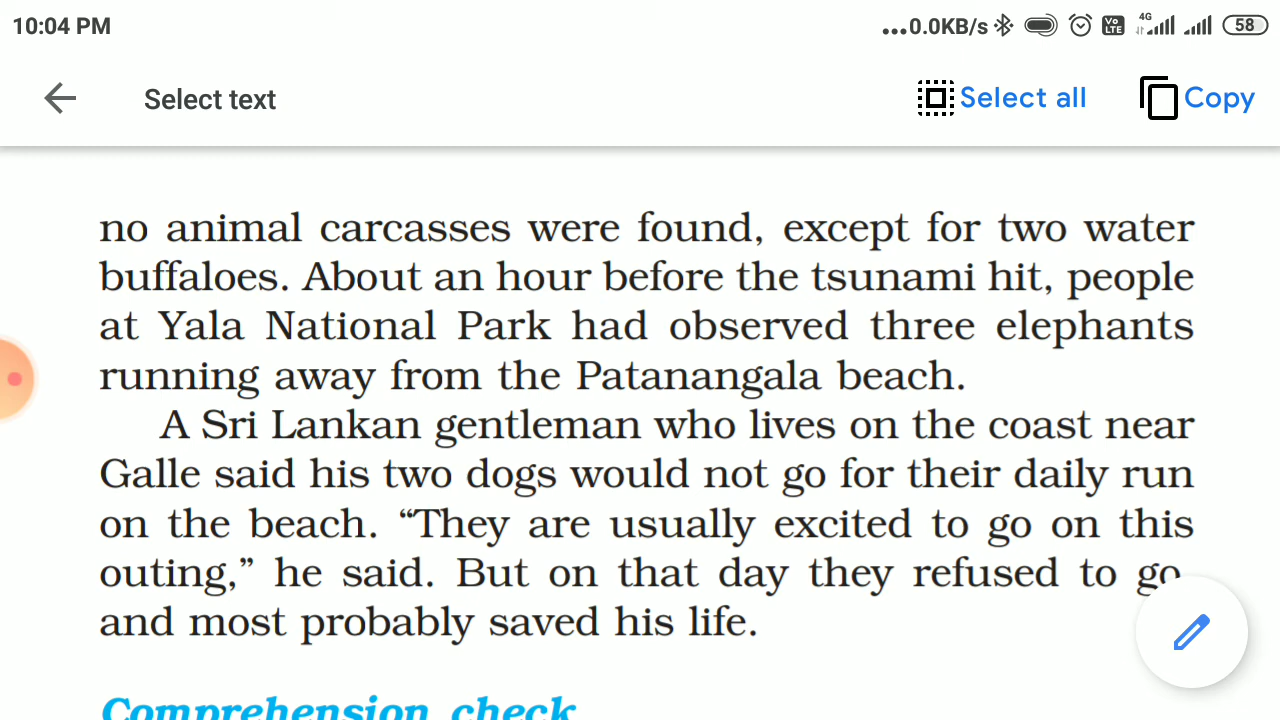 10:04 PM
...0.0KB/s
Vo LTE
4G
58
Select text
Select all
Copy
no animal carcasses were found, except for two water
buffaloes. About an hour before the tsunami hit, people
at Yala National Park had observed three elephants
running away from the Patanangala beach.
A Sri Lankan gentleman who lives on the coast near
Galle said his two dogs would not go for their daily run
on the beach. “They are usually excited to go on this
outing,” he said. But on that day they refused to go
and most probably saved his life.
Comprehension check